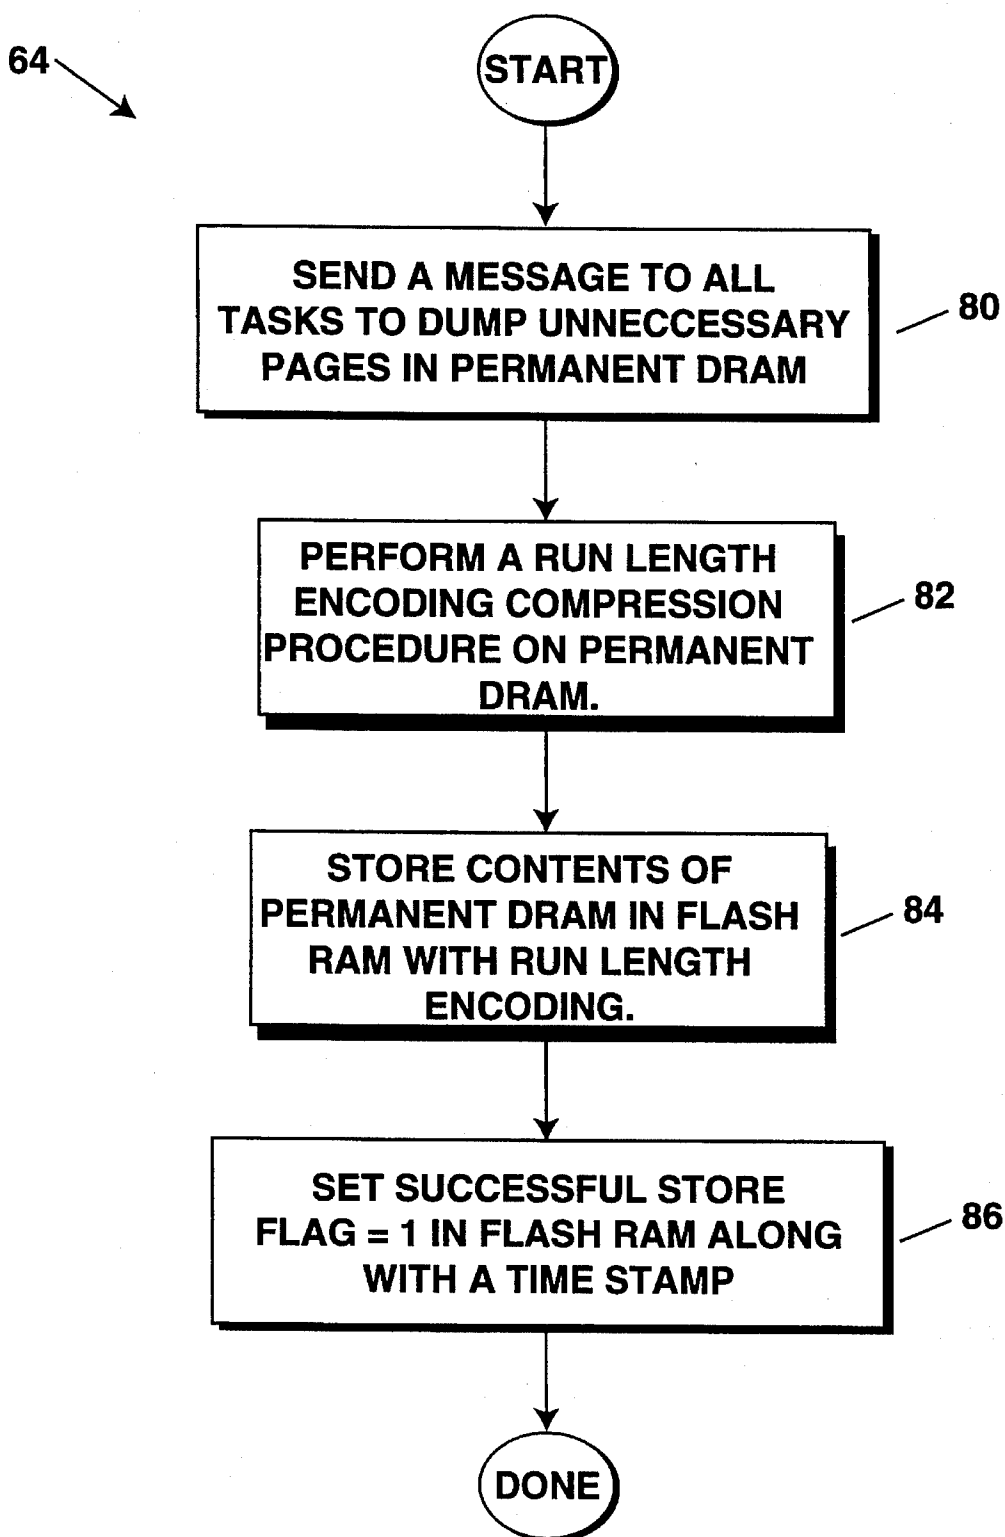 64
START
SEND A MESSAGE TO ALL
TASKS TO DUMP UNNECCESSARY
PAGES IN PERMANENT DRAM
80
PERFORM A RUN LENGTH
ENCODING COMPRESSION
PROCEDURE ON PERMANENT
DRAM.
82
STORE CONTENTS OF
PERMANENT DRAM IN FLASH
RAM WITH RUN LENGTH
ENCODING.
84
SET SUCCESSFUL STORE
FLAG = 1 IN FLASH RAM ALONG
WITH A TIME STAMP
86
DONE